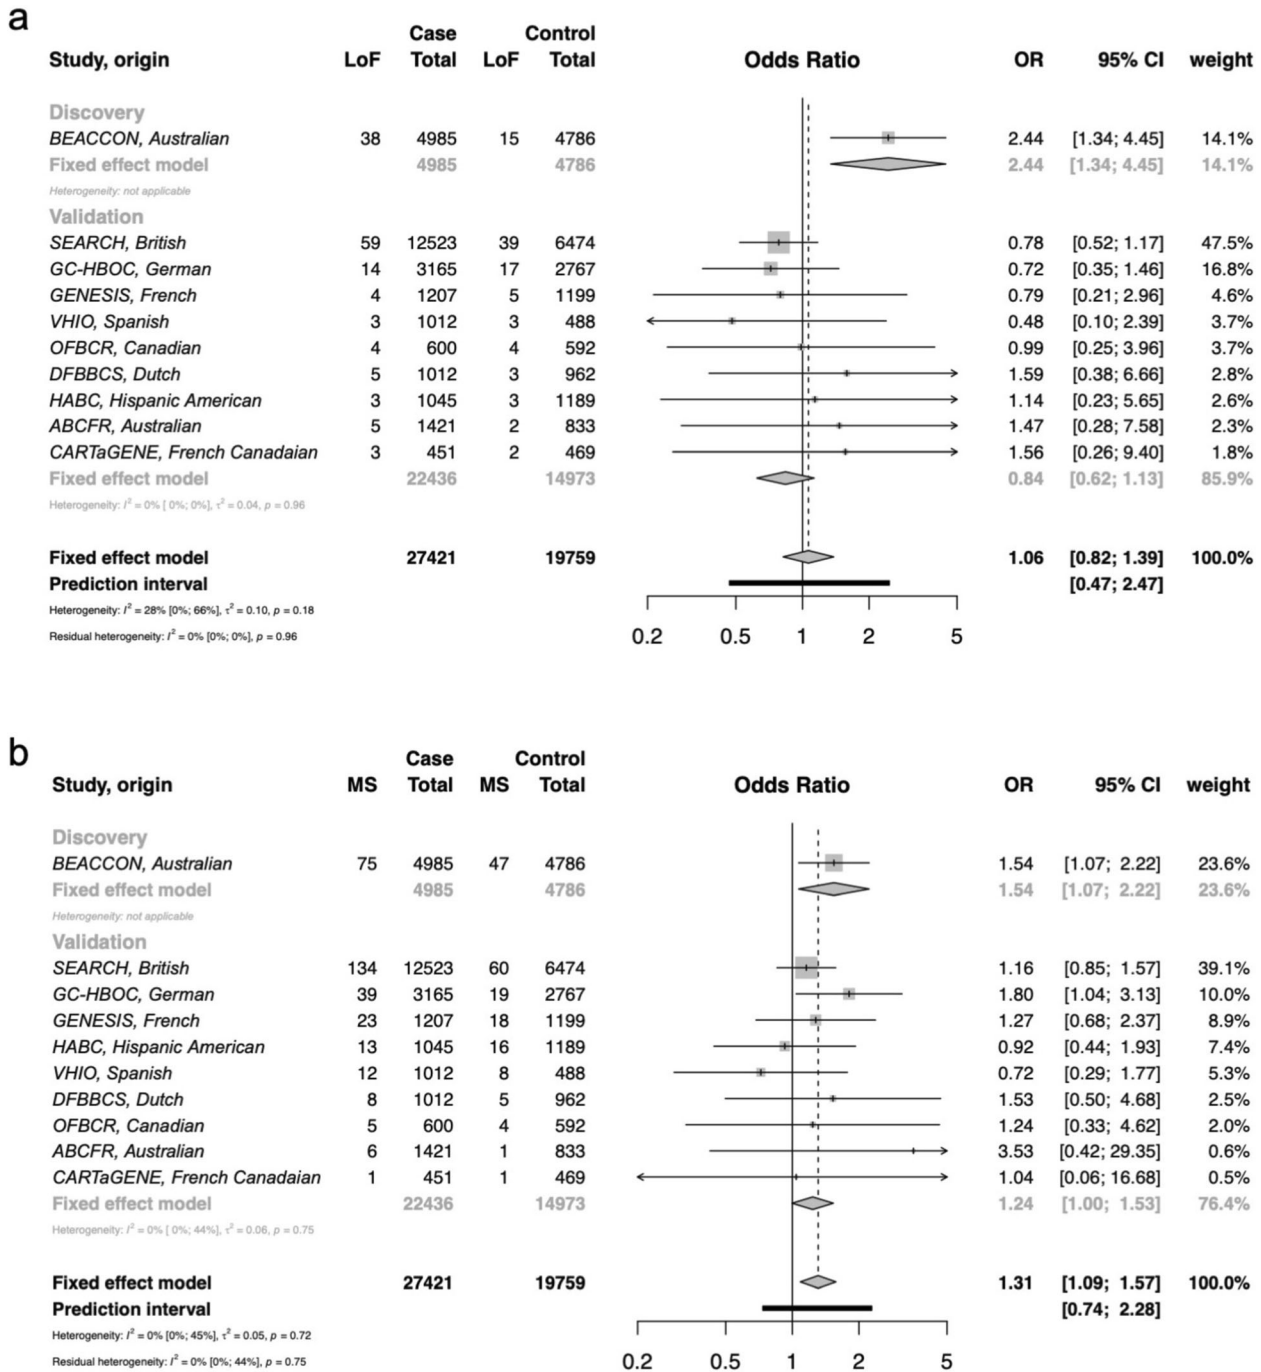 a
Case Control
Study, origin LoF Total LoF Total Odds Ratio OR 95% CI weight
Discovery
BEACCON, Australian 38 4985 15 4786 2.44 [1.34; 4.45] 14.1%
Fixed effect model 4985 4786 2.44 [1.34; 4.45] 14.1%
Heterogeneity: not applicable
Validation
SEARCH, British 59 12523 39 6474 0.78 [0.52; 1.17] 47.5%
GC-HBOC, German 14 3165 17 2767 0.72 [0.35; 1.46] 16.8%
GENESIS, French 4 1207 5 1199 0.79 [0.21; 2.96] 4.6%
VHIO, Spanish 3 1012 3 488 0.48 [0.10; 2.39] 3.7%
OFBCR, Canadian 4 600 4 592 0.99 [0.25; 3.96] 3.7%
DFBBCS, Dutch 5 1012 3 962 1.59 [0.38; 6.66] 2.8%
HABC, Hispanic American 3 1045 3 1189 1.14 [0.23; 5.65] 2.6%
ABCFR, Australian 5 1421 2 833 1.47 [0.28; 7.58] 2.3%
CARTaGENE, French Canadaian 3 451 2 469 1.56 [0.26; 9.40] 1.8%
Fixed effect model 22436 14973 0.84 [0.62; 1.13] 85.9%
Heterogeneity: I² = 0% [ 0%; 0%], τ² = 0.04, p = 0.96
Fixed effect model 27421 19759 1.06 [0.82; 1.39] 100.0%
Prediction interval [0.47; 2.47]
Heterogeneity: I² = 28% [0%; 66%], τ² = 0.10, p = 0.18
Residual heterogeneity: I² = 0% [0%; 0%], p = 0.96
0.2 0.5 1 2 5
b
Case Control
Study, origin MS Total MS Total Odds Ratio OR 95% CI weight
Discovery
BEACCON, Australian 75 4985 47 4786 1.54 [1.07; 2.22] 23.6%
Fixed effect model 4985 4786 1.54 [1.07; 2.22] 23.6%
Heterogeneity: not applicable
Validation
SEARCH, British 134 12523 60 6474 1.16 [0.85; 1.57] 39.1%
GC-HBOC, German 39 3165 19 2767 1.80 [1.04; 3.13] 10.0%
GENESIS, French 23 1207 18 1199 1.27 [0.68; 2.37] 8.9%
HABC, Hispanic American 13 1045 16 1189 0.92 [0.44; 1.93] 7.4%
VHIO, Spanish 12 1012 8 488 0.72 [0.29; 1.77] 5.3%
DFBBCS, Dutch 8 1012 5 962 1.53 [0.50; 4.68] 2.5%
OFBCR, Canadian 5 600 4 592 1.24 [0.33; 4.62] 2.0%
ABCFR, Australian 6 1421 1 833 3.53 [0.42; 29.35] 0.6%
CARTaGENE, French Canadaian 1 451 1 469 1.04 [0.06; 16.68] 0.5%
Fixed effect model 22436 14973 1.24 [1.00; 1.53] 76.4%
Heterogeneity: I² = 0% [ 0%; 44%], τ² = 0.06, p = 0.75
Fixed effect model 27421 19759 1.31 [1.09; 1.57] 100.0%
Prediction interval [0.74; 2.28]
Heterogeneity: I² = 0% [0%; 45%], τ² = 0.05, p = 0.72
Residual heterogeneity: I² = 0% [0%; 44%], p = 0.75
0.2 0.5 1 2 5